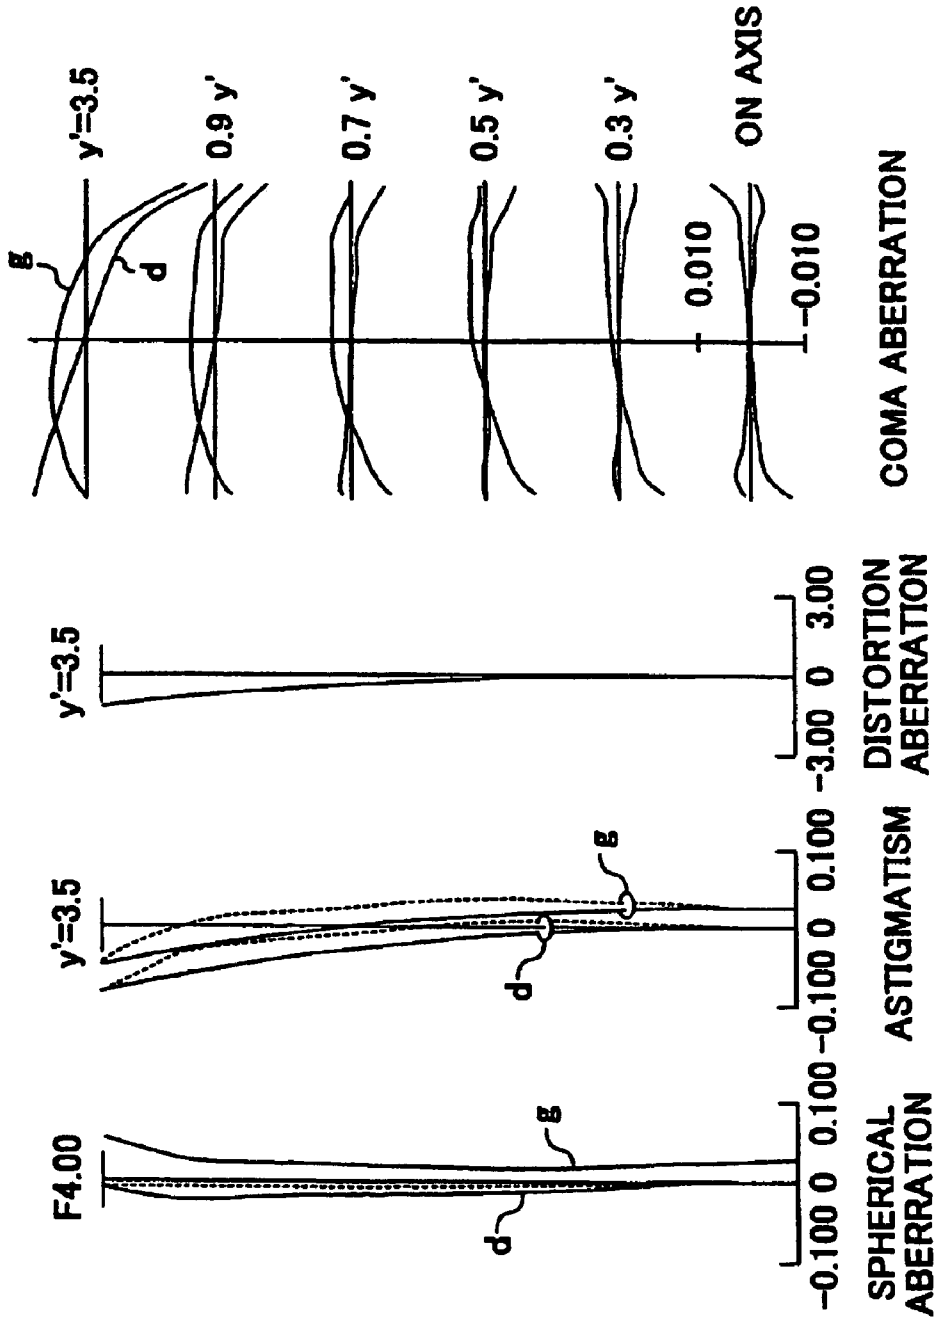 F4.00
g
d
-0.100 0 0.100
SPHERICAL
ABERRATION
y'=3.5
g
d
-0.100 0 0.100
ASTIGMATISM
y'=3.5
-3.00 0 3.00
DISTORTION
ABERRATION
g
d
y'=3.5
0.9 y'
0.7 y'
0.5 y'
0.3 y'
0.010
ON AXIS
-0.010
COMA ABERRATION